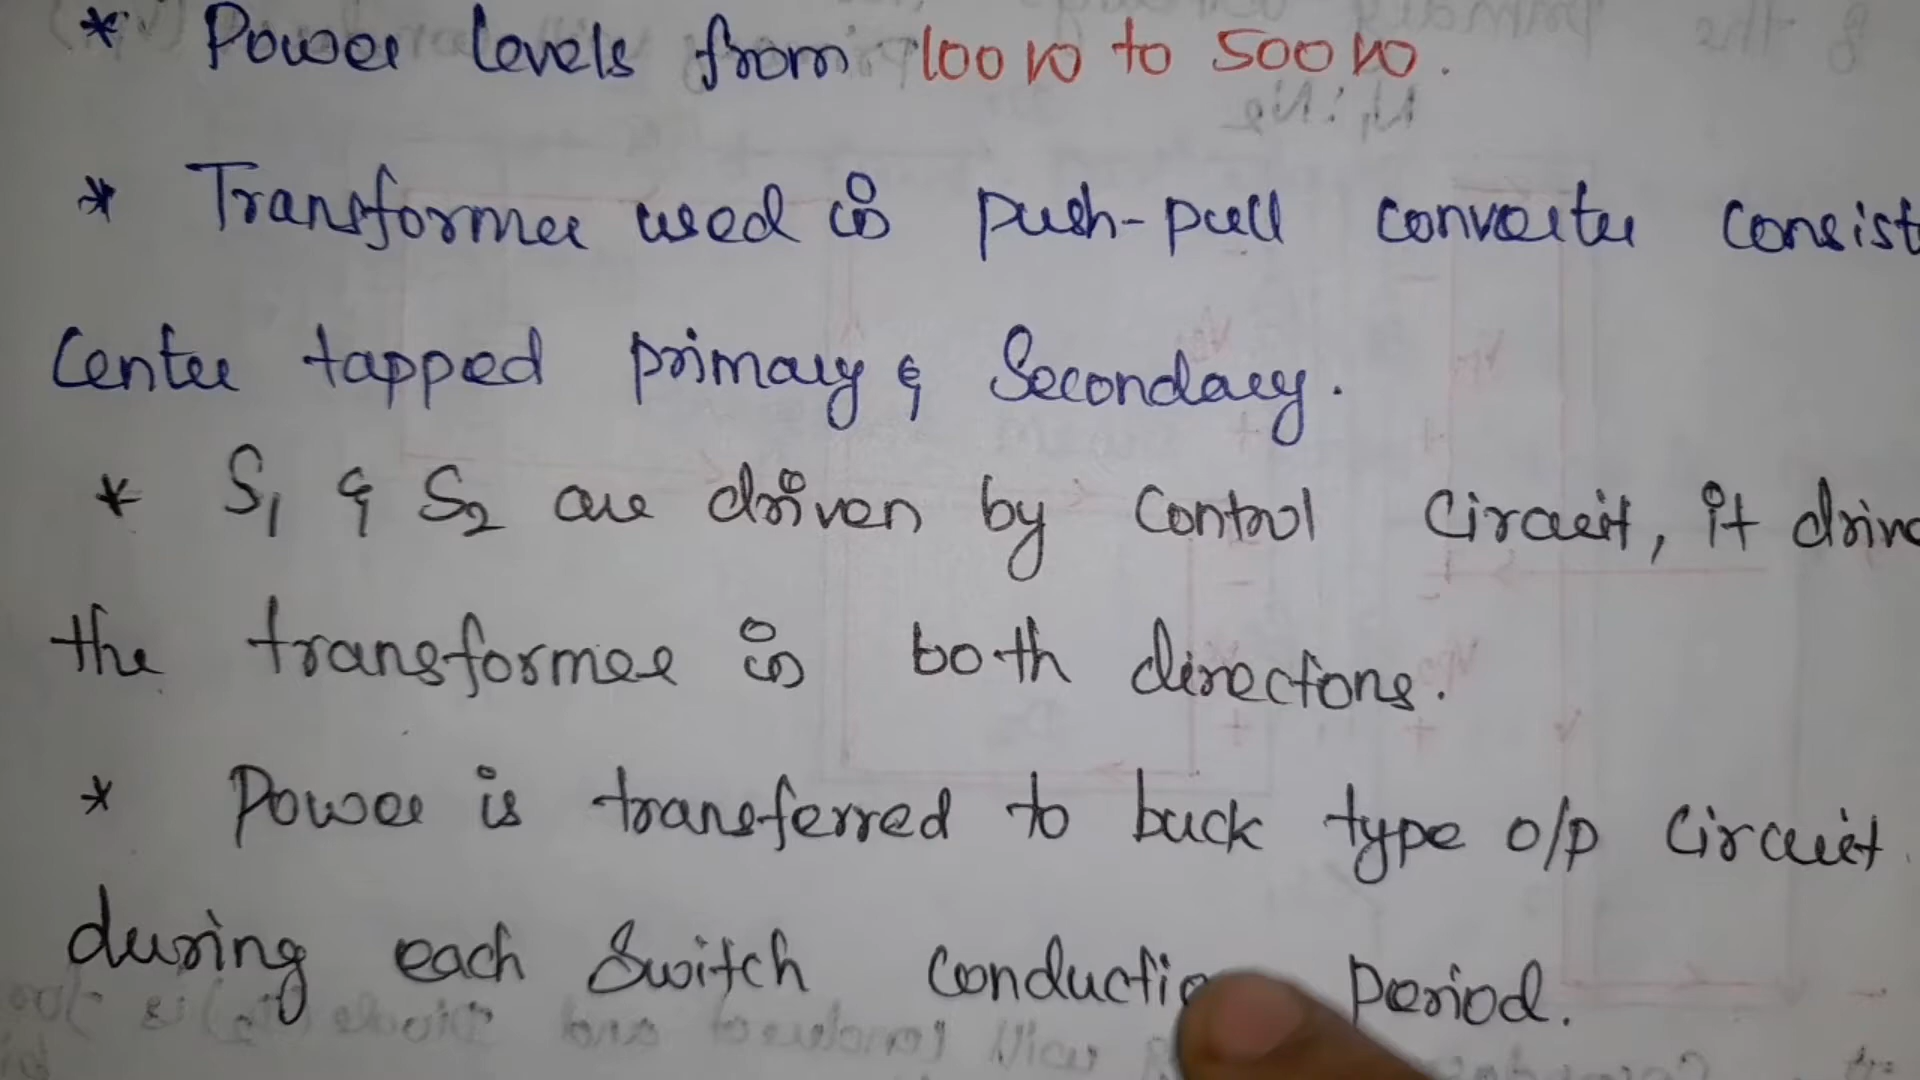 * Power levels from 100 W to 500 W.
* Transformer used in push-pull converter consist
Center tapped primary & Secondary.
* S1 & S2 are driven by Control Circuit, it drive
the transformer in both directions.
* Power is transferred to buck type o/p Circuit
during each Switch Conduction period.